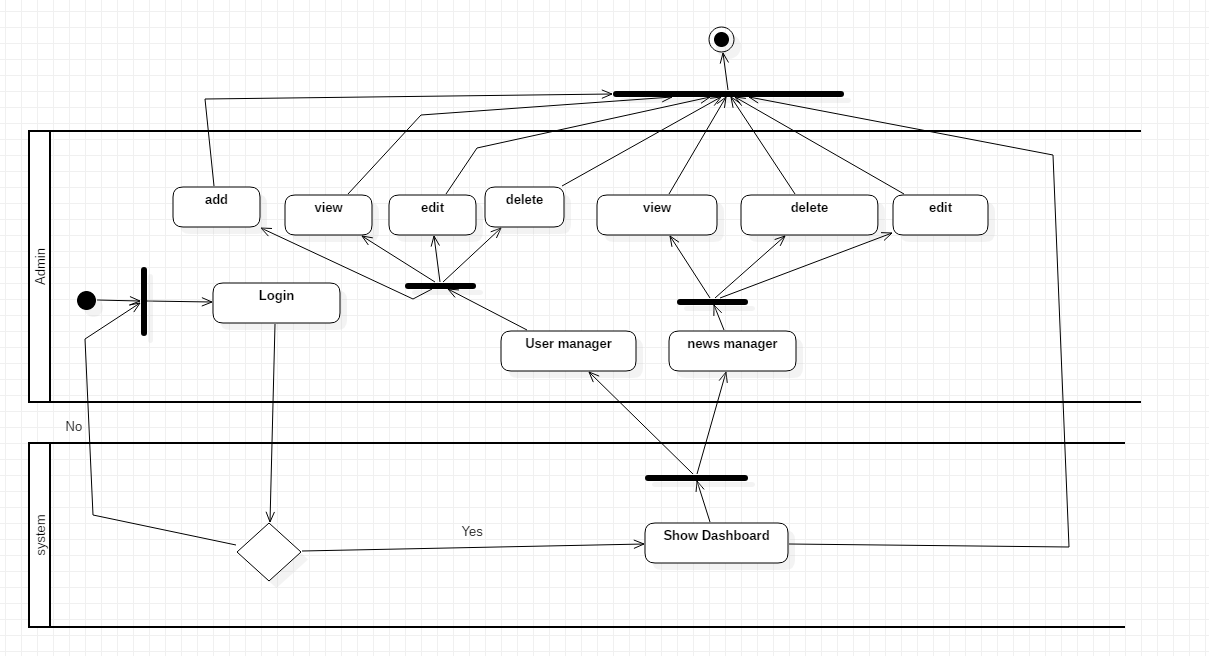 add
view
edit
delete
view
delete
edit
Admin
Login
User manager
news manager
No
system
Yes
Show Dashboard